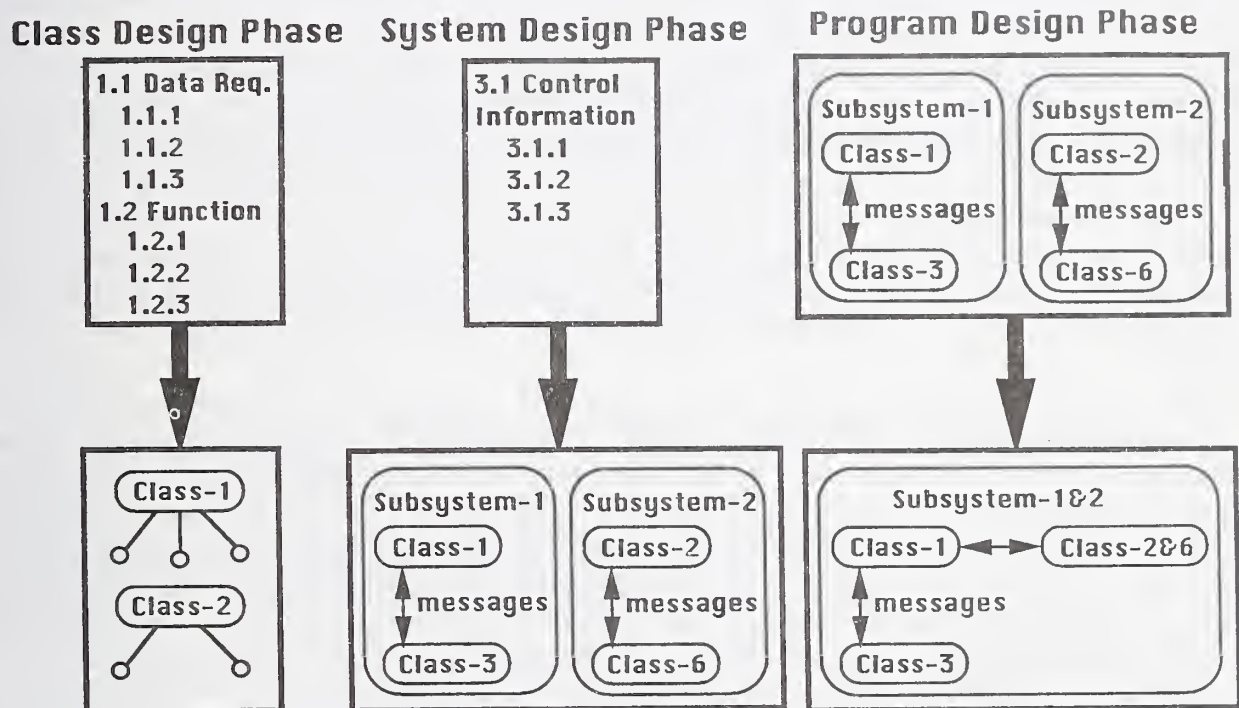 Class Design Phase
1.1 Data Req.
1.1.1
1.1.2
1.1.3
1.2 Function
1.2.1
1.2.2
1.2.3
Class-1
Class-2
System Design Phase
3.1 Control
Information
3.1.1
3.1.2
3.1.3
Subsystem-1
Class-1
messages
Class-3
Subsystem-2
Class-2
messages
Class-6
Program Design Phase
Subsystem-1
Class-1
messages
Class-3
Subsystem-2
Class-2
messages
Class-6
Subsystem-1&2
Class-1
Class-2&6
messages
Class-3